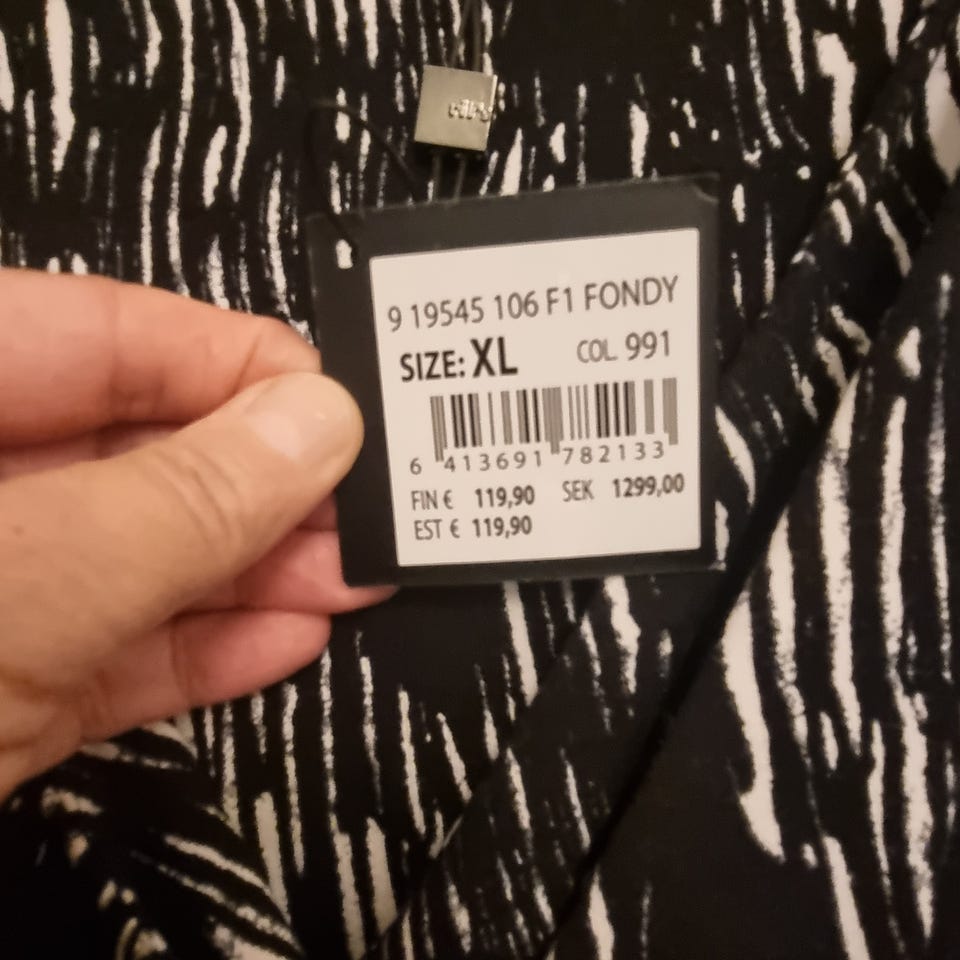 9 19545 106 F1 FONDY
SIZE: XL COL 991
6 413691 782133
FIN € 119,90 SEK 1299,00
EST € 119,90